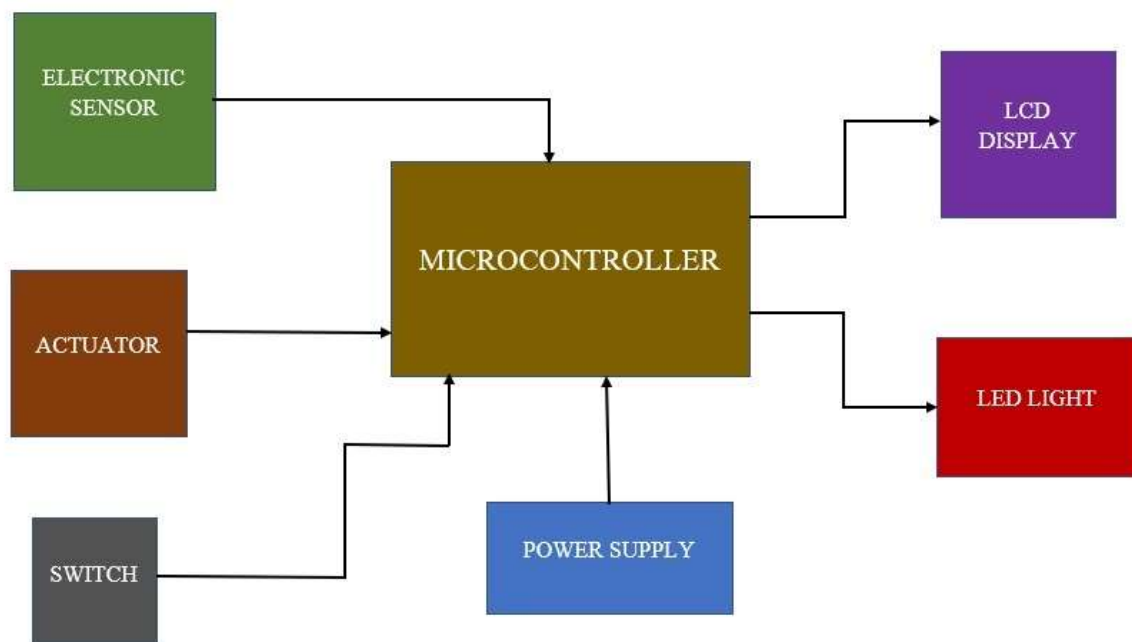 ELECTRONIC
SENSOR
LCD
DISPLAY
MICROCONTROLLER
ACTUATOR
LED LIGHT
SWITCH
POWER SUPPLY